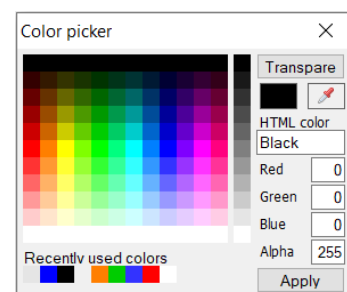 Color picker
Transpare
HTML color
Black
Red 0
Green 0
Blue 0
Alpha 255
Recently used colors
Apply